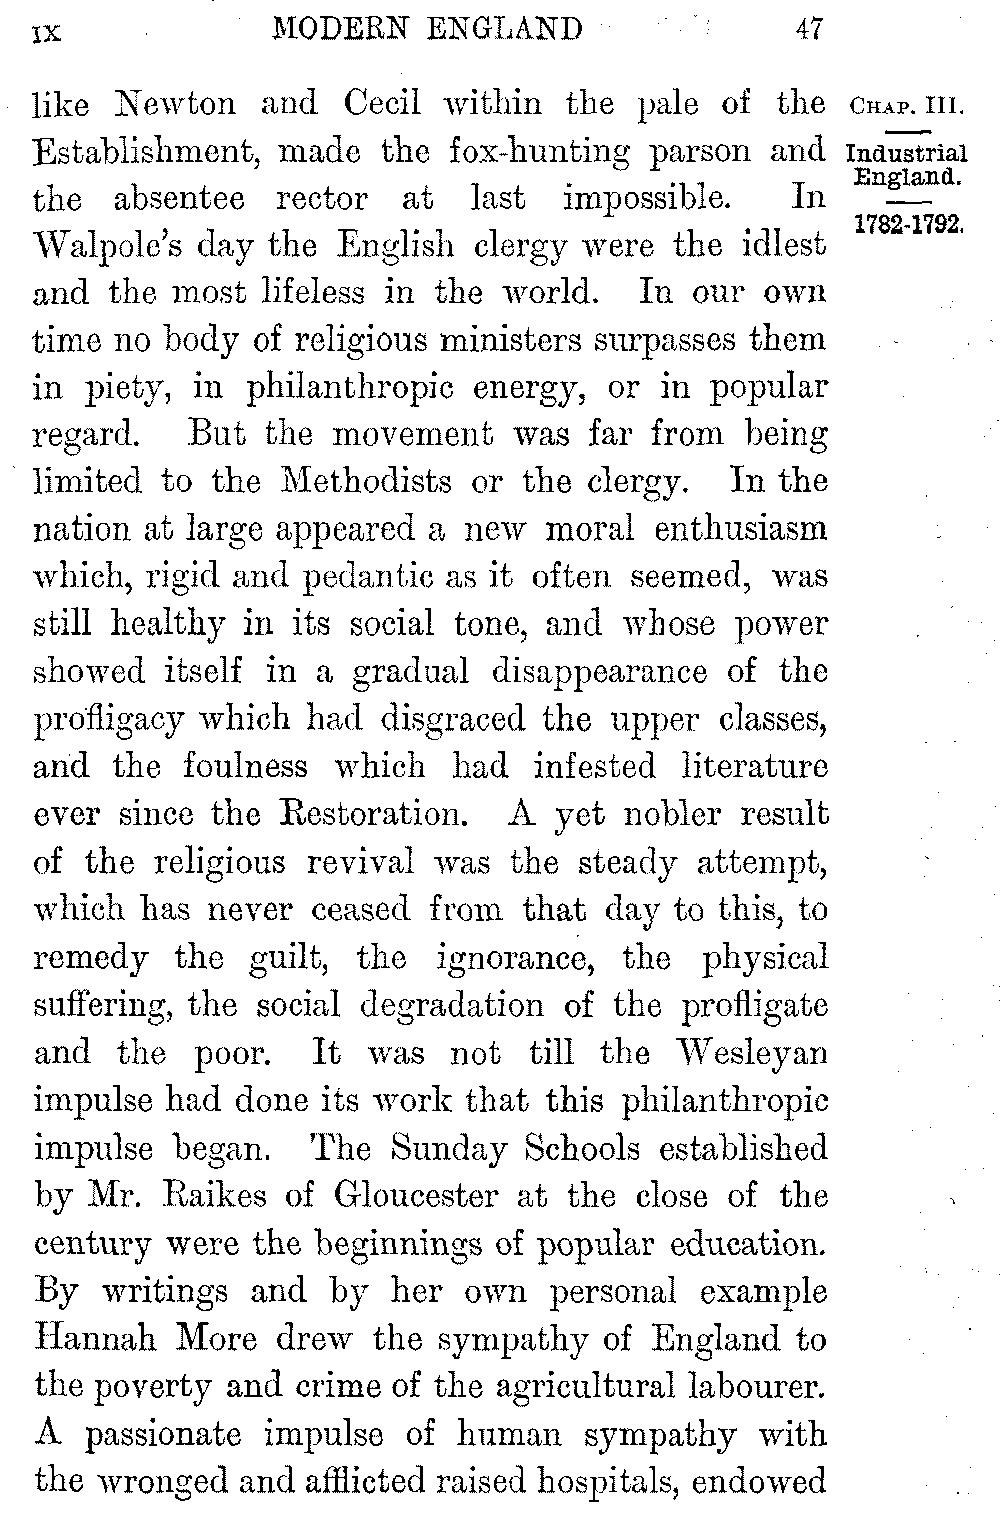 IX MODERN ENGLAND 47
like Newton and Cecil within the pale of the
Establishment, made the fox-hunting parson and
the absentee rector at last impossible. In
Walpole's day the English clergy were the idlest
and the most lifeless in the world. In our own
time no body of religious ministers surpasses them
in piety, in philanthropic energy, or in popular
regard. But the movement was far from being
limited to the Methodists or the clergy. In the
nation at large appeared a new moral enthusiasm
which, rigid and pedantic as it often seemed, was
still healthy in its social tone, and whose power
showed itself in a gradual disappearance of the
profligacy which had disgraced the upper classes,
and the foulness which had infested literature
ever since the Restoration. A yet nobler result
of the religious revival was the steady attempt,
which has never ceased from that day to this, to
remedy the guilt, the ignorance, the physical
suffering, the social degradation of the profligate
and the poor. It was not till the Wesleyan
impulse had done its work that this philanthropic
impulse began. The Sunday Schools established
by Mr. Raikes of Gloucester at the close of the
century were the beginnings of popular education.
By writings and by her own personal example
Hannah More drew the sympathy of England to
the poverty and crime of the agricultural labourer.
A passionate impulse of human sympathy with
the wronged and afflicted raised hospitals, endowed
CHAP. III.
Industrial
England.
1782-1792.